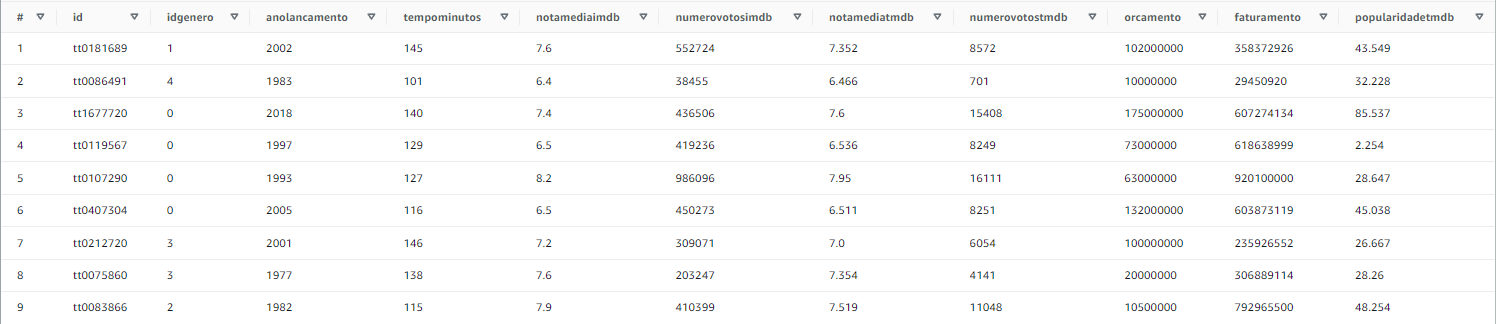 # id idgenero anolancamento tempominutos notamediaimdb numerovotosimdb notamediatmdb numerovotostmdb orcamento faturamento popularidadetmdb
1 tt0181689 1 2002 145 7.6 552724 7.352 8572 102000000 358372926 43.549
2 tt0086491 4 1983 101 6.4 38455 6.466 701 10000000 29450920 32.228
3 tt1677720 0 2018 140 7.4 436506 7.6 15408 175000000 607274134 85.537
4 tt0119567 0 1997 129 6.5 419236 6.536 8249 73000000 618638999 2.254
5 tt0107290 0 1993 127 8.2 986096 7.95 16111 63000000 920100000 28.647
6 tt0407304 0 2005 116 6.5 450273 6.511 8251 132000000 603873119 45.038
7 tt0212720 3 2001 146 7.2 309071 7.0 6054 100000000 235926552 26.667
8 tt0075860 3 1977 138 7.6 203247 7.354 4141 20000000 306889114 28.26
9 tt0083866 2 1982 115 7.9 410399 7.519 11048 10500000 792965500 48.254